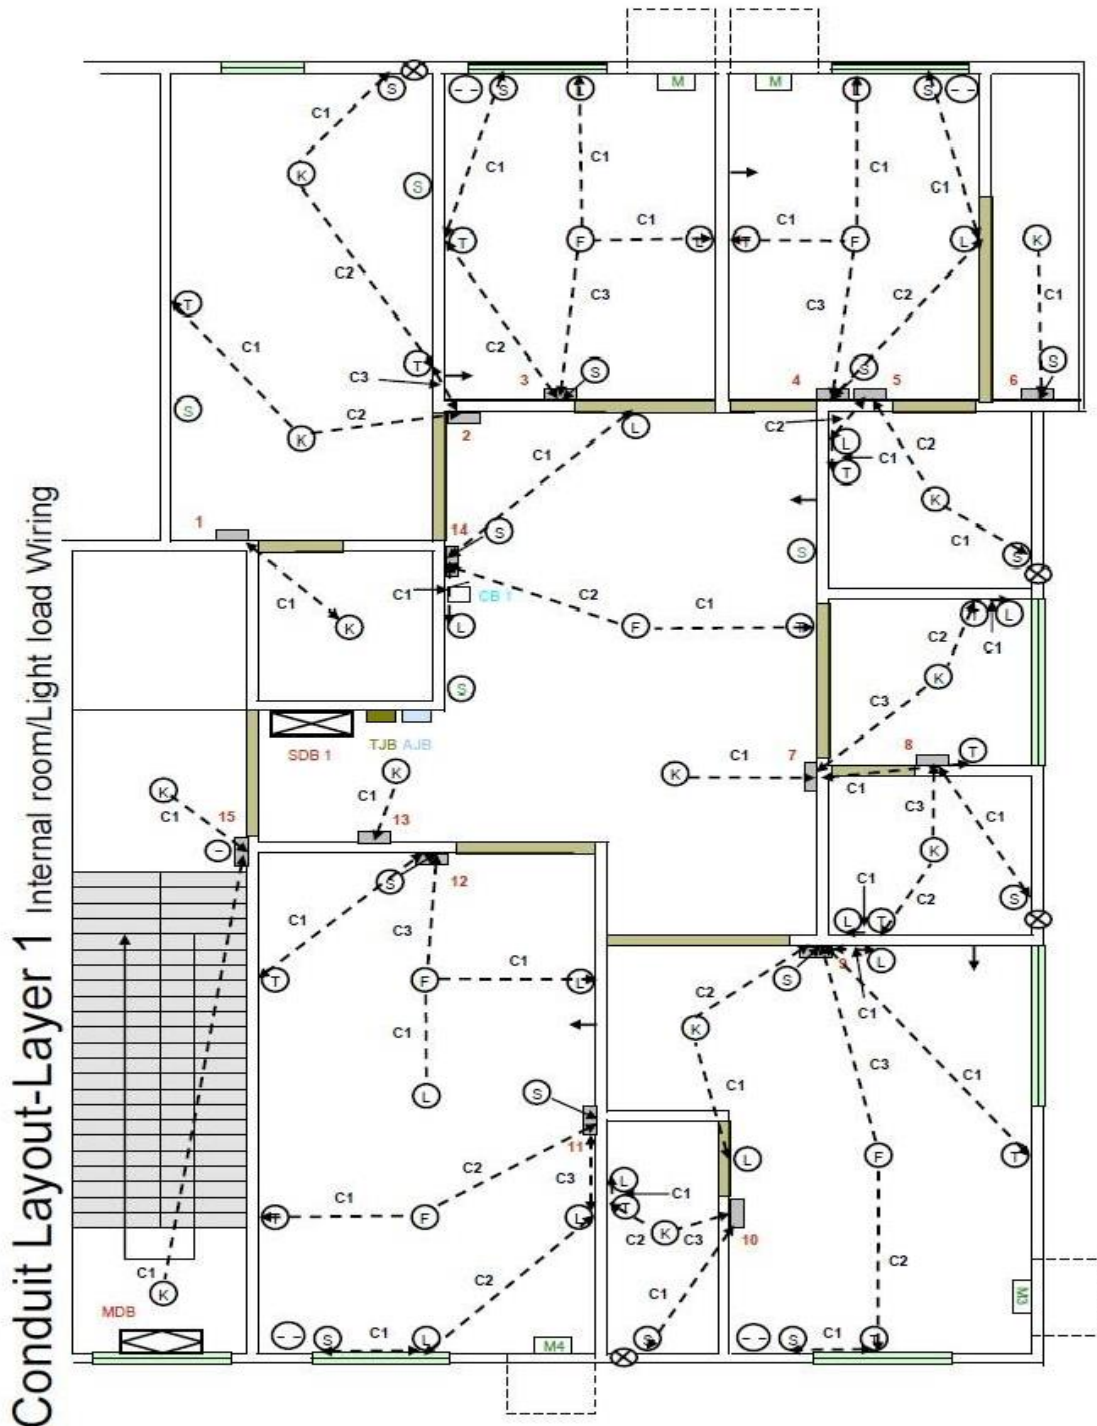 Conduit Layout-Layer 1 Internal room/Light load Wiring
S -- S L M M L S --
C1
K C1 C1 C1 C1
S
T F C1 L T C1 F L K
C2 C3 C3 C2 C1
T
C1 T C2 S S S
C3 3 4 5 6
S
K C2 2 L C2 L C2
C1 C1 T
K
1 14 S S C1 S
C1 C1 CB 1 C2 C1
K L F T T L
C2 C1
S K
C3
SDB 1 TJB AJB
K C1 7 8 T
K C1 K C1
C1 15 13 C3 C1
- K
S 12 C1
C1 C3 C2 S
L T
T F C1 L S 9 L
C2 C1
C1 K
C3 C1
L S C1
11 L F T
C2 C3 L C1
T C1 F L T
K
C2 C3 10
C2 C2
C1 C1
K M3
MDB
-- S C1 L M4 S -- S C1 T